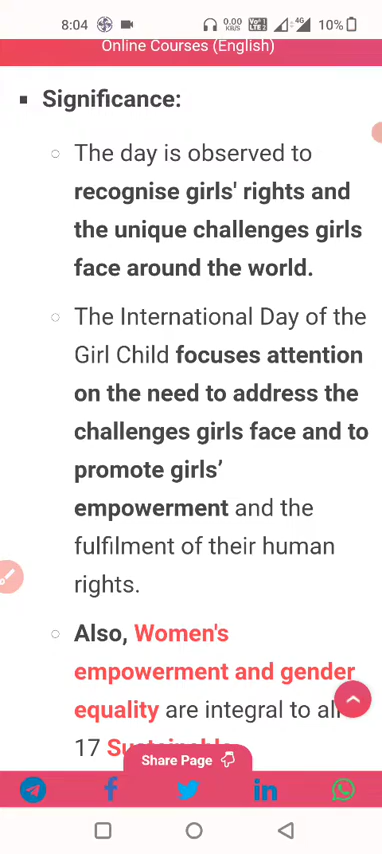 8:04 0.00 KB/S 4G 10%
Online Courses (English)
Significance:
The day is observed to
recognise girls' rights and
the unique challenges girls
face around the world.
The International Day of the
Girl Child focuses attention
on the need to address the
challenges girls face and to
promote girls’
empowerment and the
fulfilment of their human
rights.
Also, Women's
empowerment and gender
equality are integral to all
17 Sustainable
Share Page